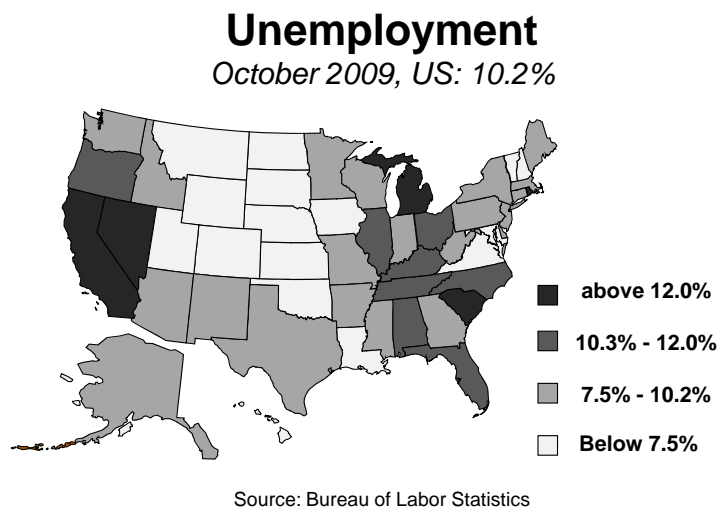 Unemployment
October 2009, US: 10.2%
above 12.0%
10.3% - 12.0%
7.5% - 10.2%
Below 7.5%
Source: Bureau of Labor Statistics